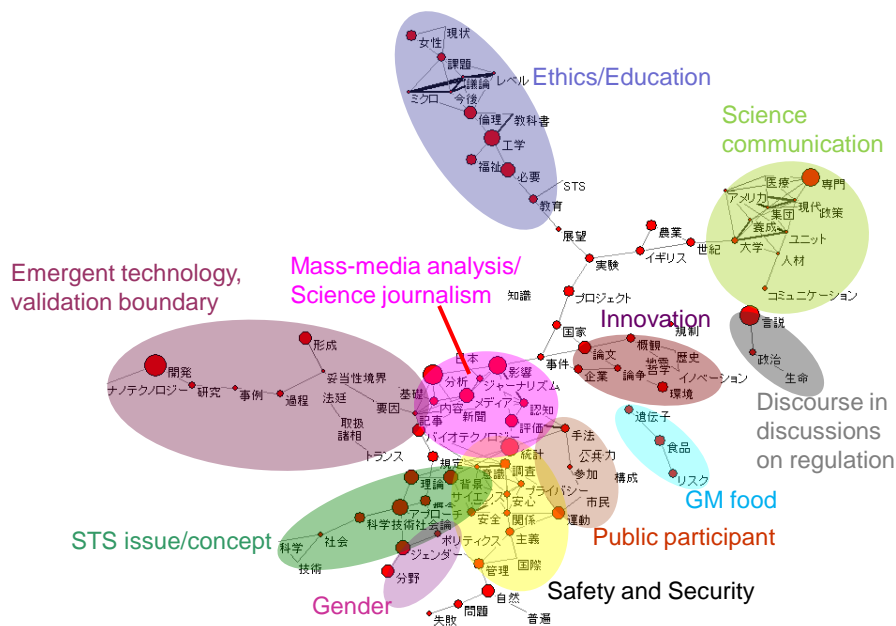 現状
女性
課題
レベル
議論
ミクロ
今後
Ethics/Education
倫理
教科書
工学
福祉
必要
STS
教育
展望
Science
communication
医療
専門
アメリカ
現代
集団
政策
養成
大学
ユニット
人材
コミュニケーション
農業
世紀
イギリス
実験
Emergent technology,
validation boundary
Mass-media analysis/
Science journalism
知識
プロジェクト
国家
Innovation
規制
言説
政治
生命
Discourse in
discussions
on regulation
形成
開発
ナノテクノロジー
研究
事例
過程
妥当性境界
法廷
要因
取扱
諸相
トランス
基礎
日本
影響
分析
ジャーナリズム
内容
メディア
新聞
認知
記事
評価
バイオテクノロジー
事件
論文
概観
地震
歴史
企業
論争
哲学
イノベーション
環境
遺伝子
食品
リスク
GM food
手法
公共
力
参加
構成
市民
運動
Public participant
統計
規定
意識
調査
理論
背景
サイエンス
プライバシー
安心
アプローチ
安全
関係
科学技術社会論
STS issue/concept
科学
社会
技術
ポリティクス
主義
ジェンダー
国際
分野
管理
Gender
Safety and Security
自然
問題
普遍
失敗